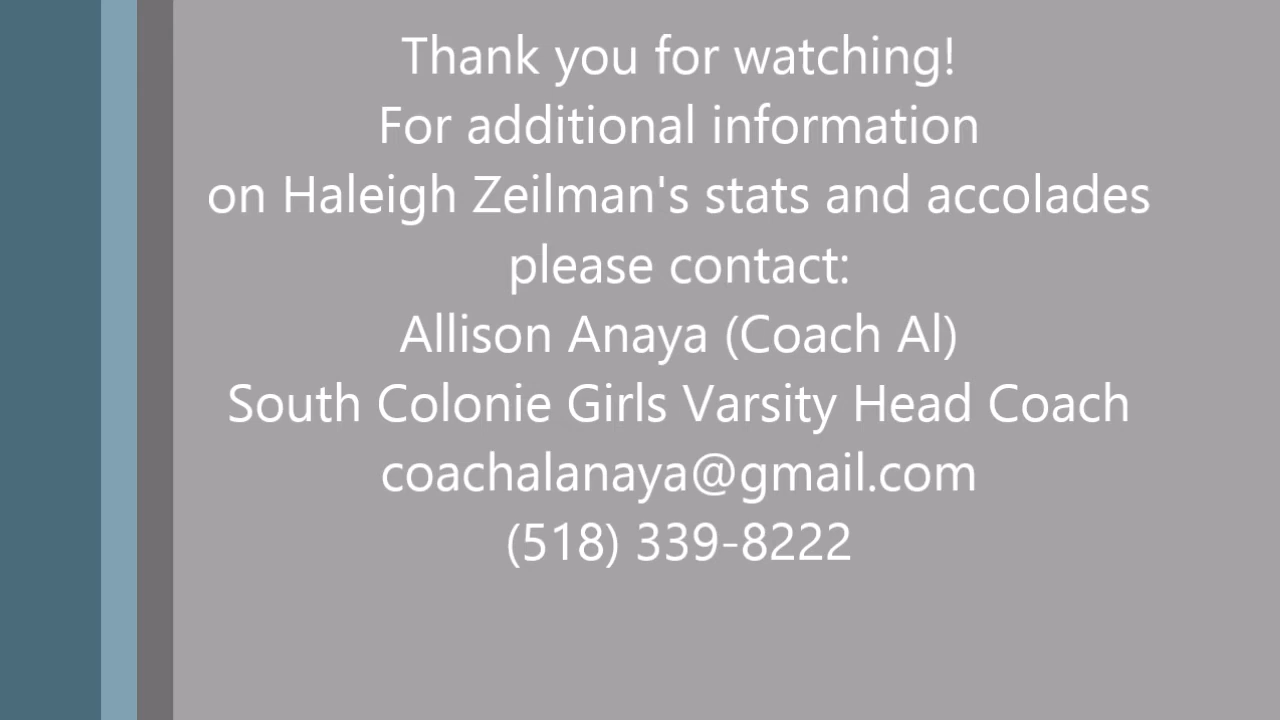 Thank you for watching!
For additional information
on Haleigh Zeilman's stats and accolades
please contact:
Allison Anaya (Coach Al)
South Colonie Girls Varsity Head Coach
coachalanaya@gmail.com
(518) 339-8222